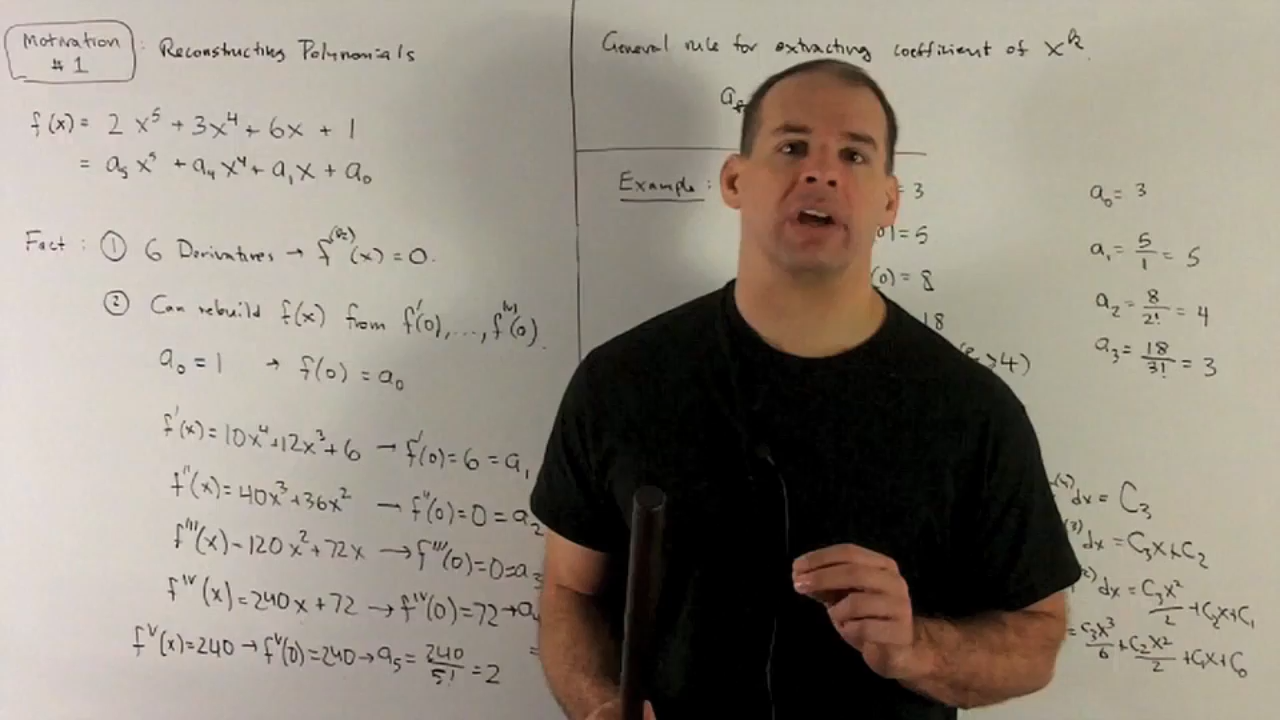 Motivation
# 1
: Reconstructing Polynomials
f(x) = 2x⁵ + 3x⁴ + 6x + 1
= a₅x⁵ + a₄x⁴ + a₁x + a₀
Fact : ① 6 Derivatives → f⁽ᵏ⁾(x) = 0.
② Can rebuild f(x) from f'(0), ..., f⁽ᵛ⁾(0).
a₀ = 1 → f(0) = a₀
f'(x) = 10x⁴+12x³+6 → f'(0) = 6 = a₁
f''(x) = 40x³+36x² → f''(0) = 0 = a₂
f'''(x) - 120x²+72x → f'''(0) = 0 = a₃
fᴵⱽ(x) = 240x + 72 → fᴵⱽ(0) = 72 → a₄
fⱽ(x) = 240 → fⱽ(0) = 240 → a₅ = 240/5! = 2
General rule for extracting coefficient of xᵏ.
Example :
= 3
= 5
(0) = 8
18
> 4)
a₀ = 3
a₁ = 5/1 = 5
a₂ = 8/2! = 4
a₃ = 18/3! = 3
dx = C₃
dx = C₃x + C₂
dx = C₃x²/2 + C₂x + C₁
= C₃x³/6 + C₂x²/2 + C₁x + C₀